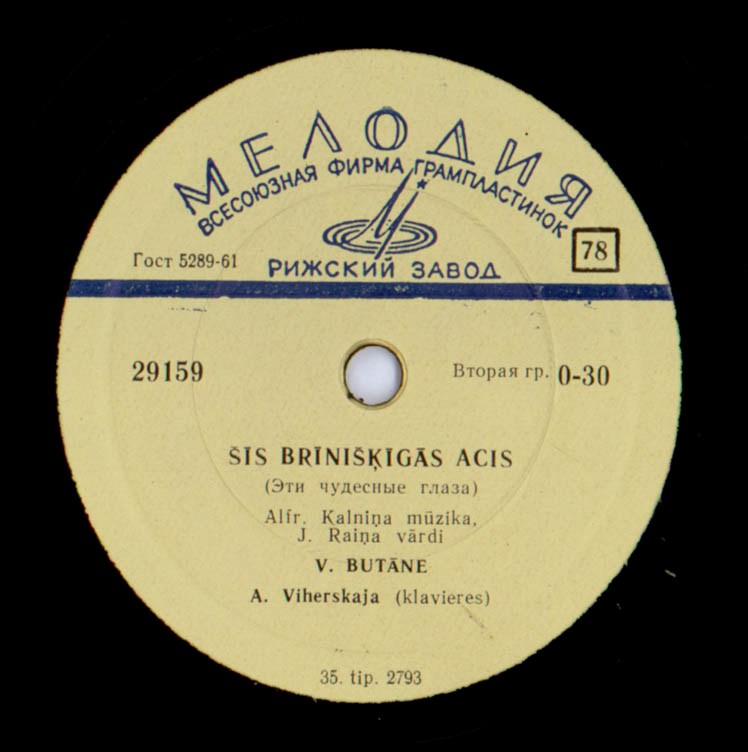 МЕЛОДИЯ
ВСЕСОЮЗНАЯ ФИРМА ГРАМПЛАСТИНОК
РИЖСКИЙ ЗАВОД
Гост 5289-61
78
29159
Вторая гр. 0-30
ŠĪS BRĪNIŠĶĪGĀS ACIS
(Эти чудесные глаза)
Alfr. Kalniņa mūzika,
J. Raiņa vārdi
V. BUTĀNE
A. Viherskaja (klavieres)
35. tip. 2793